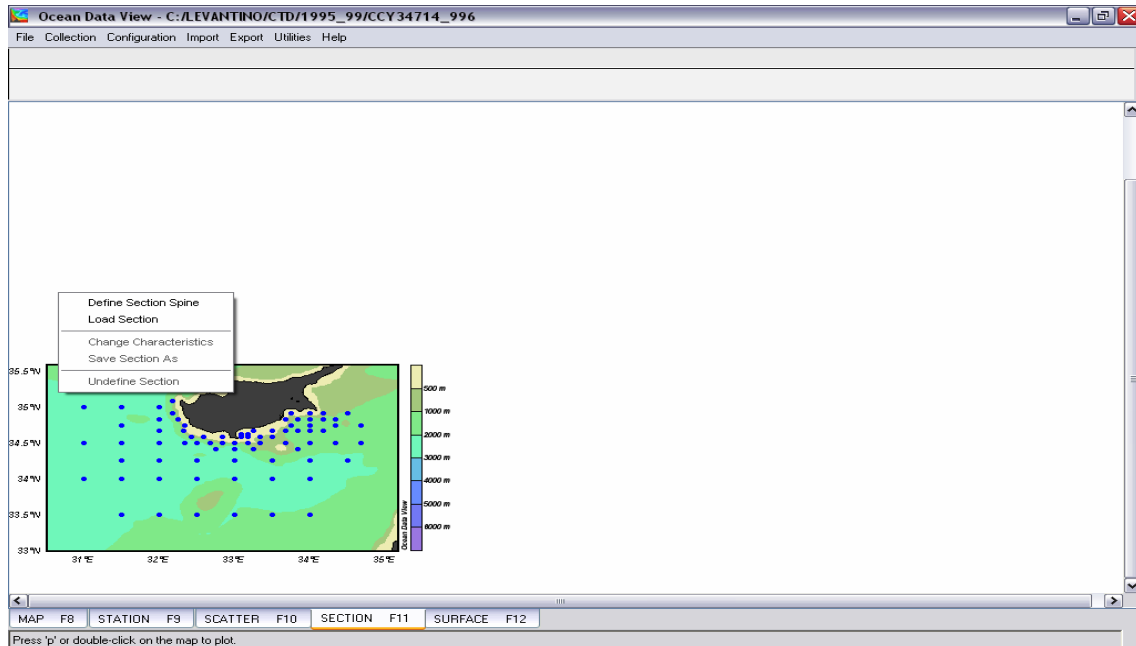 Ocean Data View - C:/LEVANTINO/CTD/1995_99/CCY34714_996
File Collection Configuration Import Export Utilities Help
Define Section Spine
Load Section
Change Characteristics
Save Section As
Undefine Section
35.5°N
35°N
34.5°N
34°N
33.5°N
33°N
31°E 32°E 33°E 34°E 35°E
500 m
1000 m
2000 m
3000 m
4000 m
5000 m
6000 m
Ocean Data View
MAP F8 STATION F9 SCATTER F10 SECTION F11 SURFACE F12
Press 'p' or double-click on the map to plot.